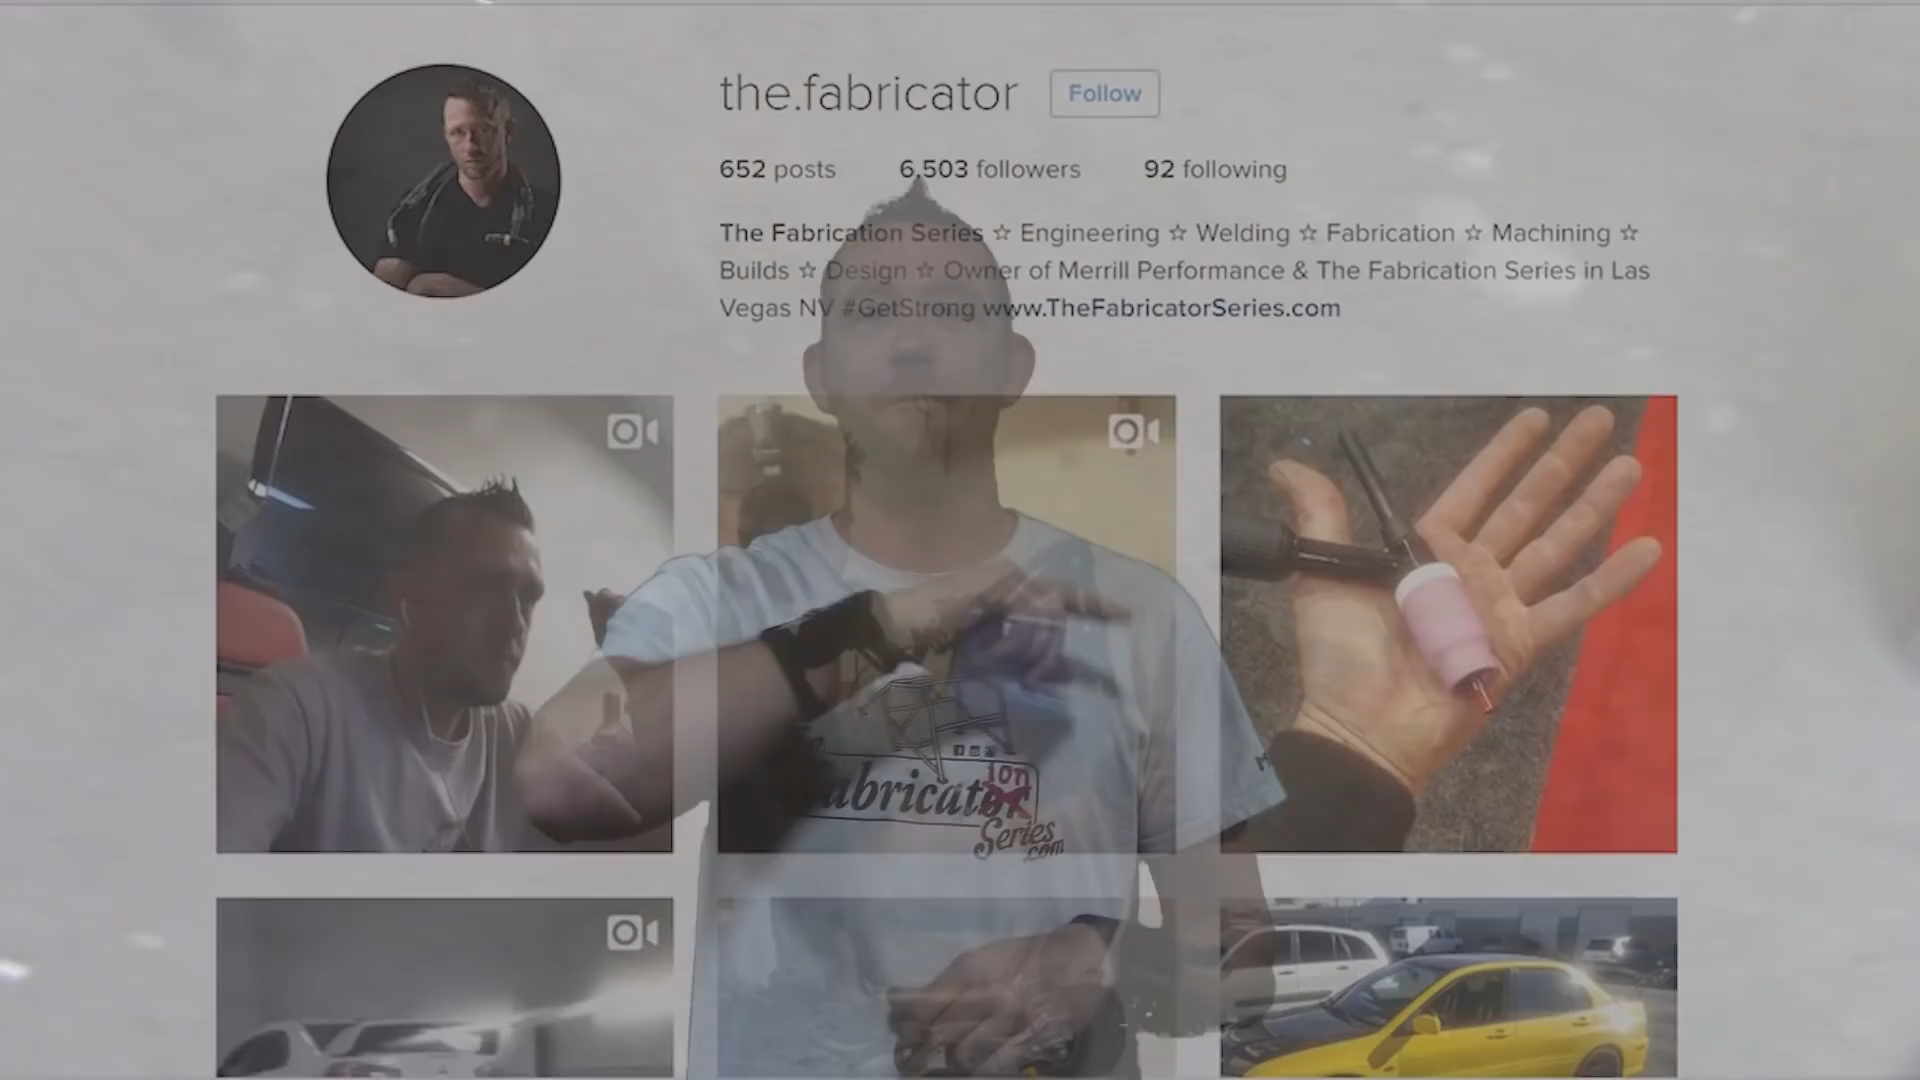 the.fabricator Follow
652 posts 6,503 followers 92 following
The Fabrication Series ☆ Engineering ☆ Welding ☆ Fabrication ☆ Machining ☆
Builds ☆ Design ☆ Owner of Merrill Performance & The Fabrication Series in Las
Vegas NV #GetStrong www.TheFabricatorSeries.com
ion
Series
.com